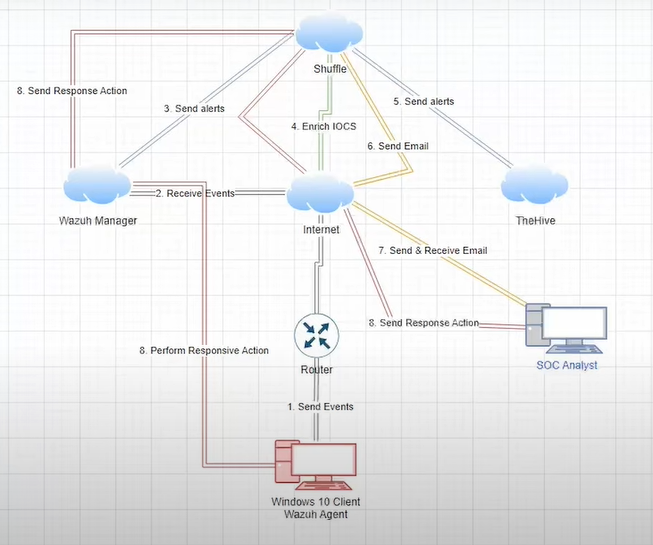 Shuffle
8. Send Response Action
3. Send alerts
5. Send alerts
4. Enrich IOCS
6. Send Email
2. Receive Events
Wazuh Manager
Internet
TheHive
7. Send & Receive Email
8. Send Response Action
8. Perform Responsive Action
Router
SOC Analyst
1. Send Events
Windows 10 Client
Wazuh Agent